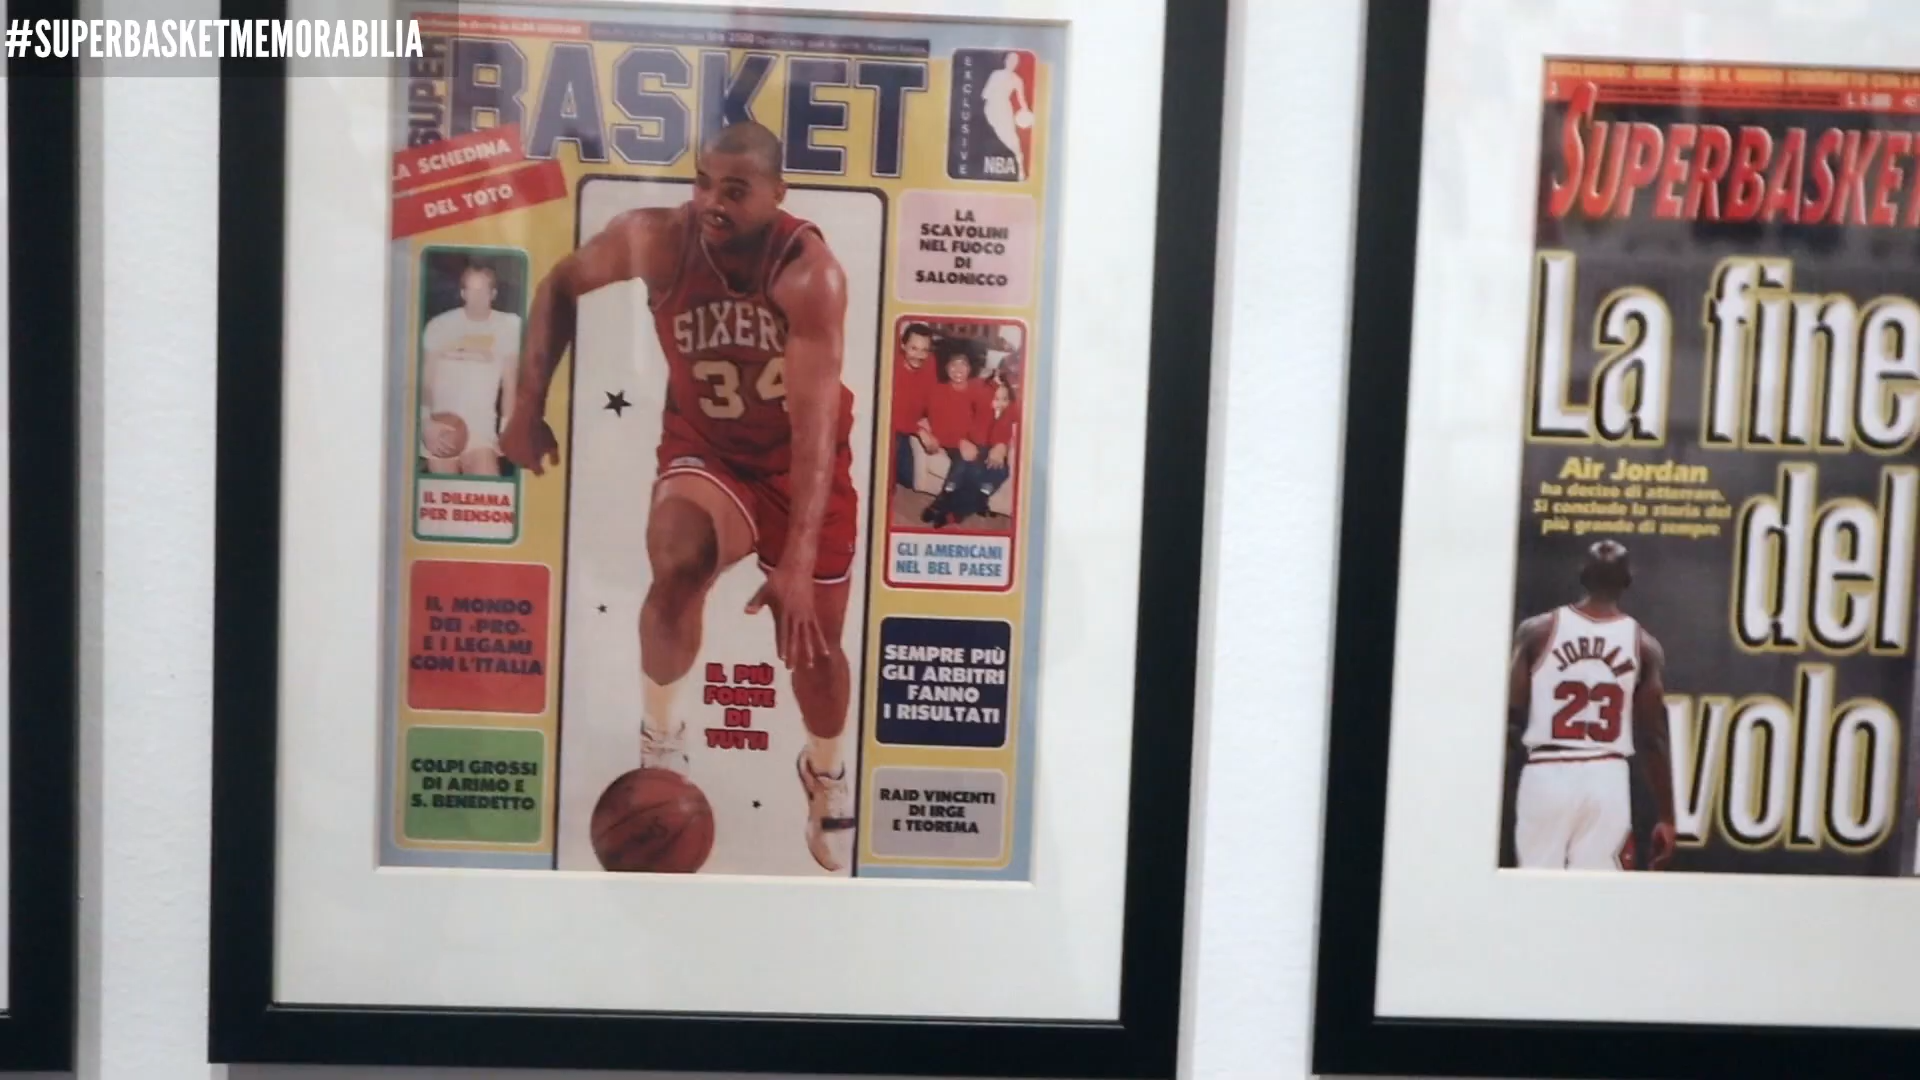 #SUPERBASKETMEMORABILIA
SUPER
BASKET
EXCLUSIVE
NBA
LA SCHEDINA
DEL TOTO
LA
SCAVOLINI
NEL FUOCO
DI
SALONICCO
SIXERS
34
IL DILEMMA
PER BENSON
GLI AMERICANI
NEL BEL PAESE
IL MONDO
DEI «PRO»
E I LEGAMI
CON L'ITALIA
SEMPRE PIÙ
GLI ARBITRI
FANNO
I RISULTATI
IL PIÙ
FORTE
DI
TUTTI
COLPI GROSSI
DI ARIMO E
S. BENEDETTO
RAID VINCENTI
DI IRGE
E TEOREMA
SUPERBASKET
La fine
del
volo
Air Jordan
ha deciso di atterrare.
Si conclude la storia del
più grande di sempre
JORDAN
23